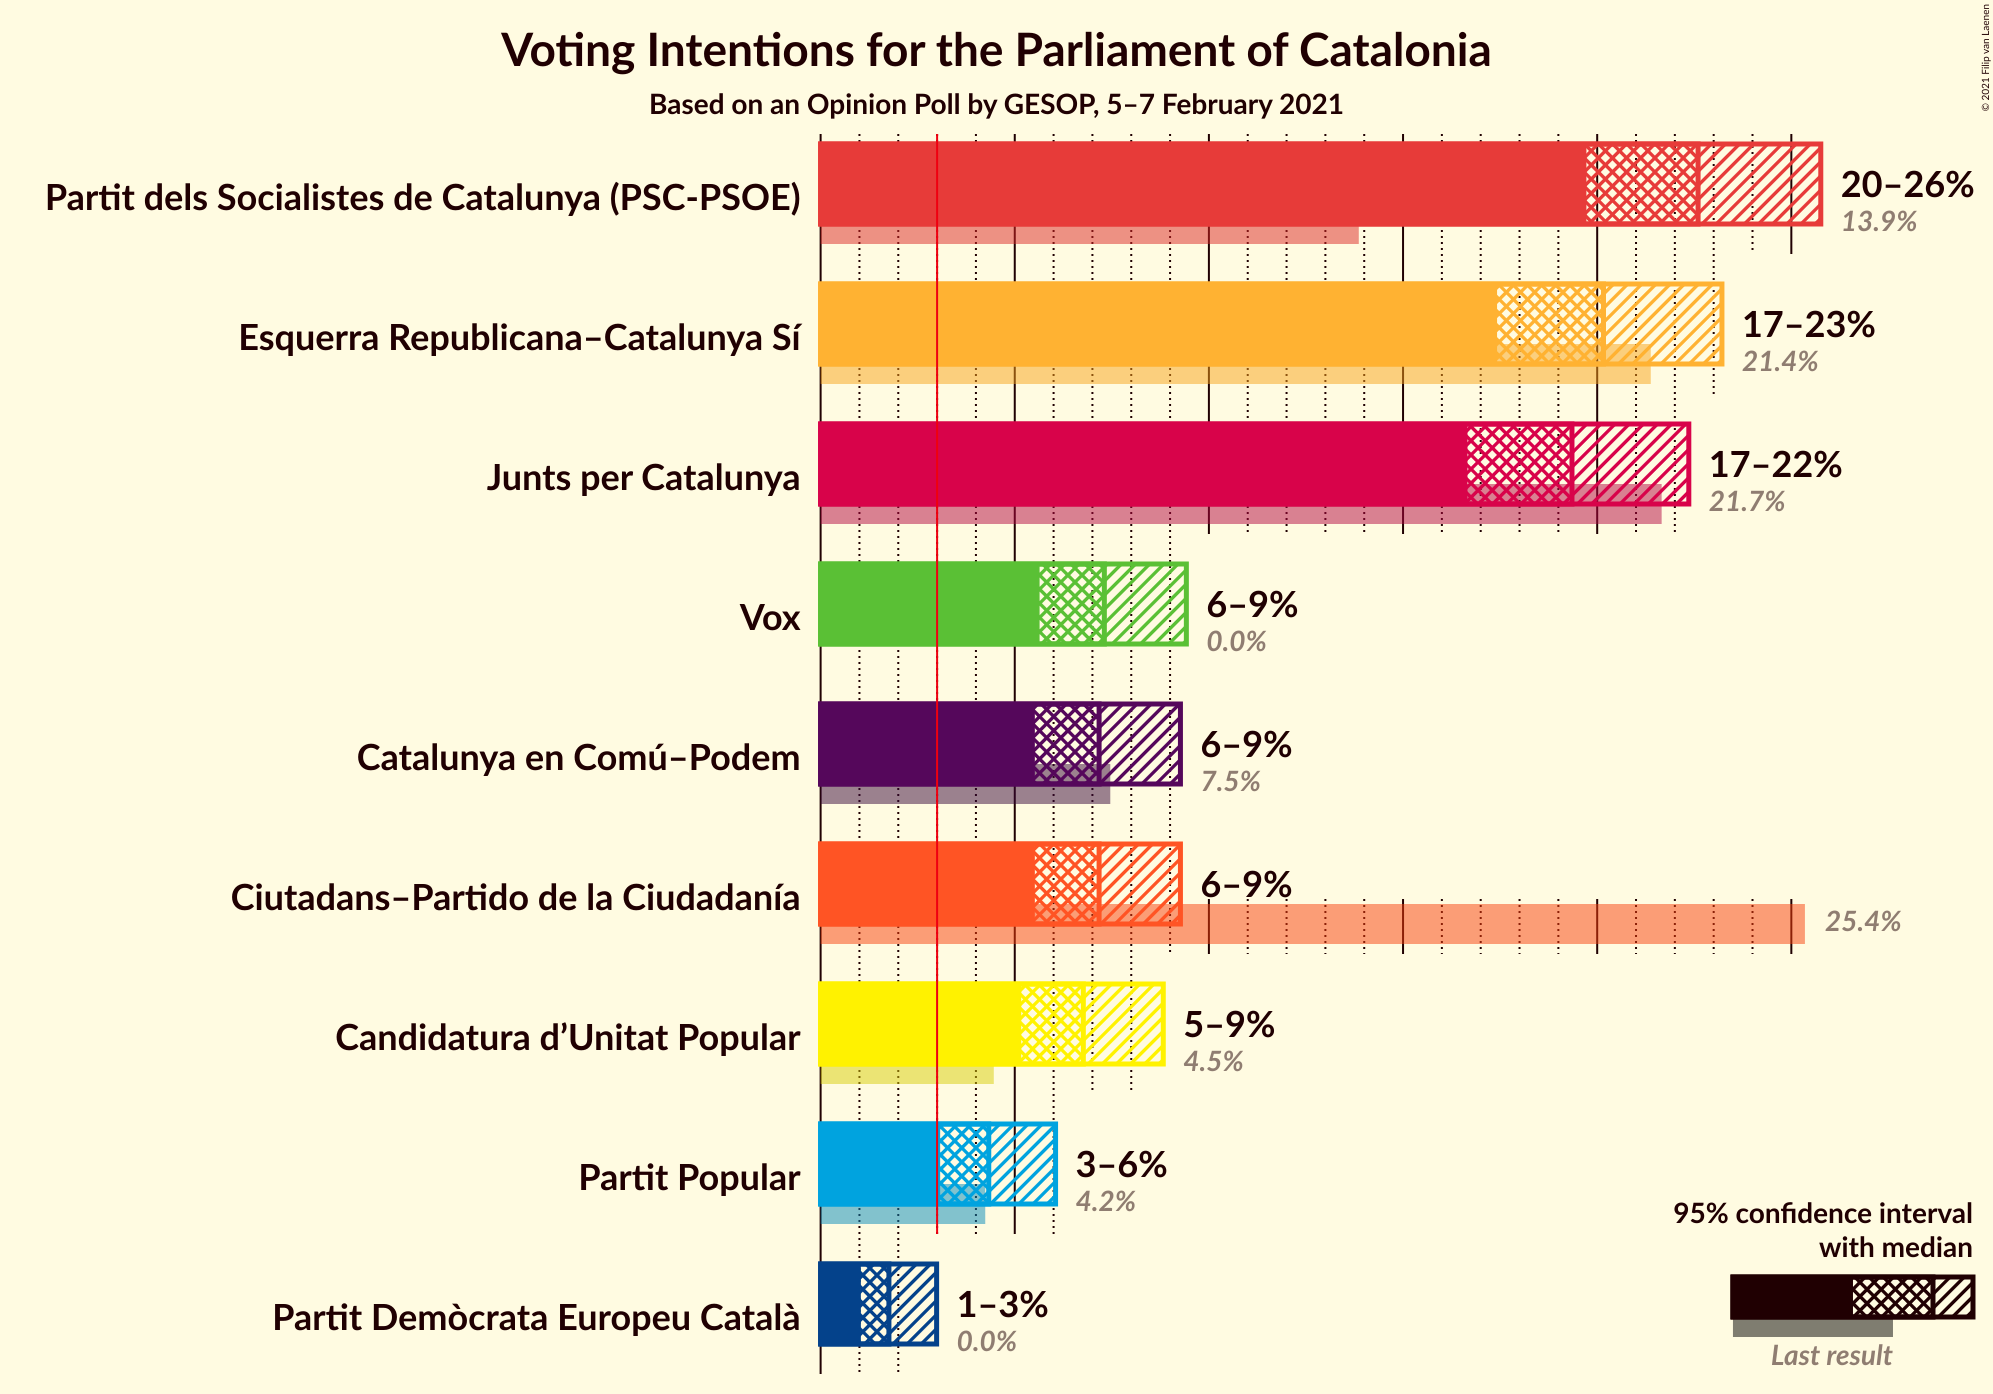 Voting Intentions for the Parliament of Catalonia
Based on an Opinion Poll by GESOP, 5–7 February 2021
© 2021 Filip van Laenen
Partit dels Socialistes de Catalunya (PSC-PSOE)
20–26%
13.9%
Esquerra Republicana–Catalunya Sí
17–23%
21.4%
Junts per Catalunya
17–22%
21.7%
Vox
6–9%
0.0%
Catalunya en Comú–Podem
6–9%
7.5%
Ciutadans–Partido de la Ciudadanía
6–9%
25.4%
Candidatura d’Unitat Popular
5–9%
4.5%
Partit Popular
3–6%
4.2%
Partit Demòcrata Europeu Català
1–3%
0.0%
95% confidence interval
with median
Last result